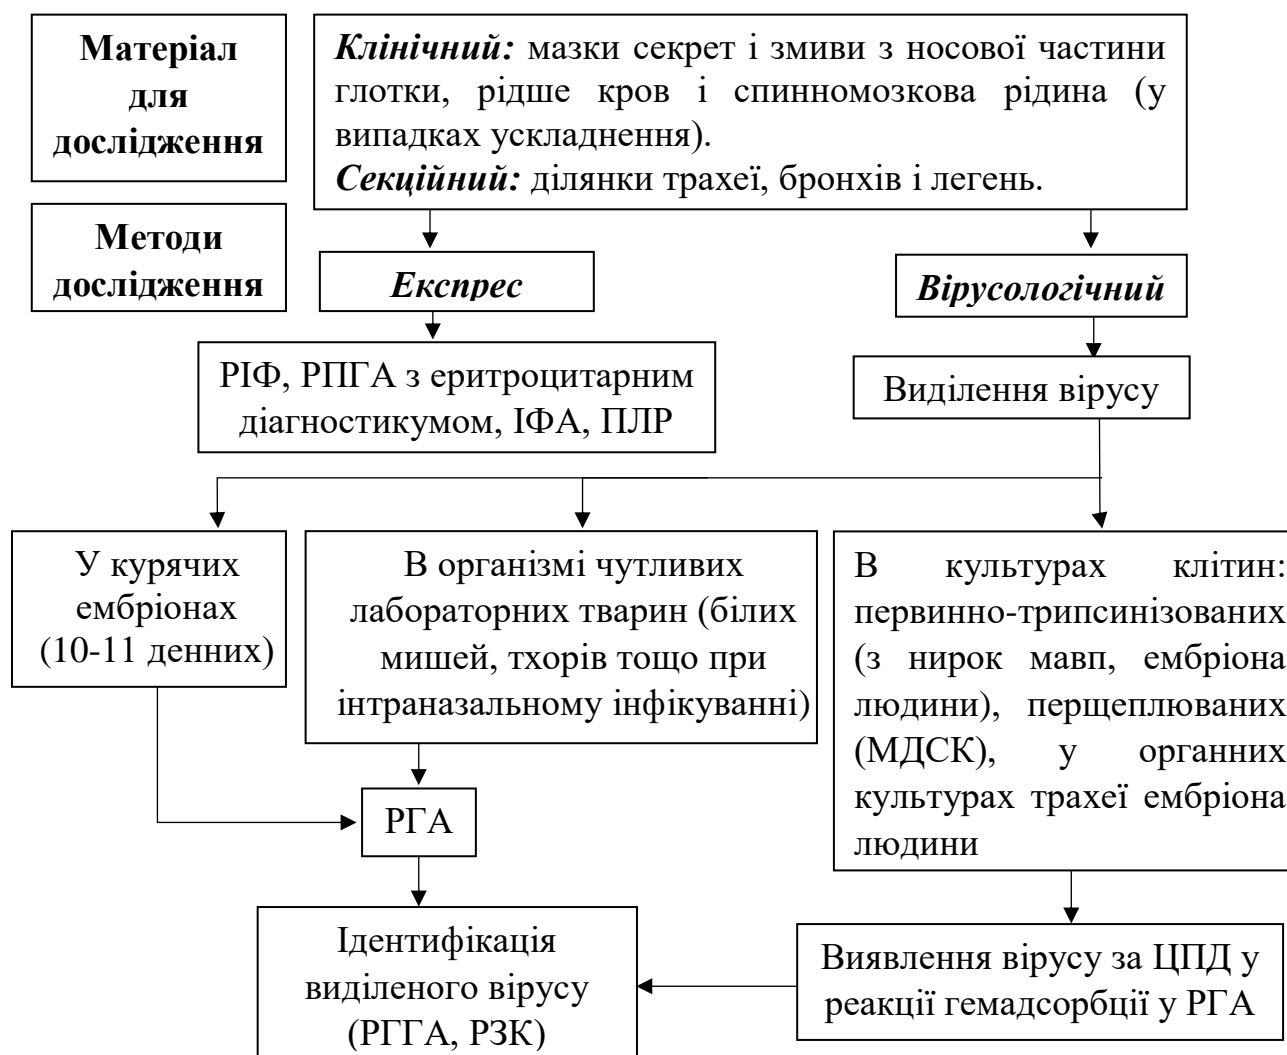 Матеріал
для
дослідження
Клінічний: мазки секрет і змиви з носової частини
глотки, рідше кров і спинномозкова рідина (у
випадках ускладнення).
Секційний: ділянки трахеї, бронхів і легень.
Методи
дослідження
Експрес
Вірусологічний
РІФ, РПГА з еритроцитарним
діагностикумом, ІФА, ПЛР
Виділення вірусу
У курячих
ембріонах
(10-11 денних)
В організмі чутливих
лабораторних тварин (білих
мишей, тхорів тощо при
інтраназальному інфікуванні)
В культурах клітин:
первинно-трипсинізованих
(з нирок мавп, ембріона
людини), перщеплюваних
(МДСК), у органних
культурах трахеї ембріона
людини
РГА
Ідентифікація
виділеного вірусу
(РГГА, РЗК)
Виявлення вірусу за ЦПД у
реакції гемадсорбції у РГА